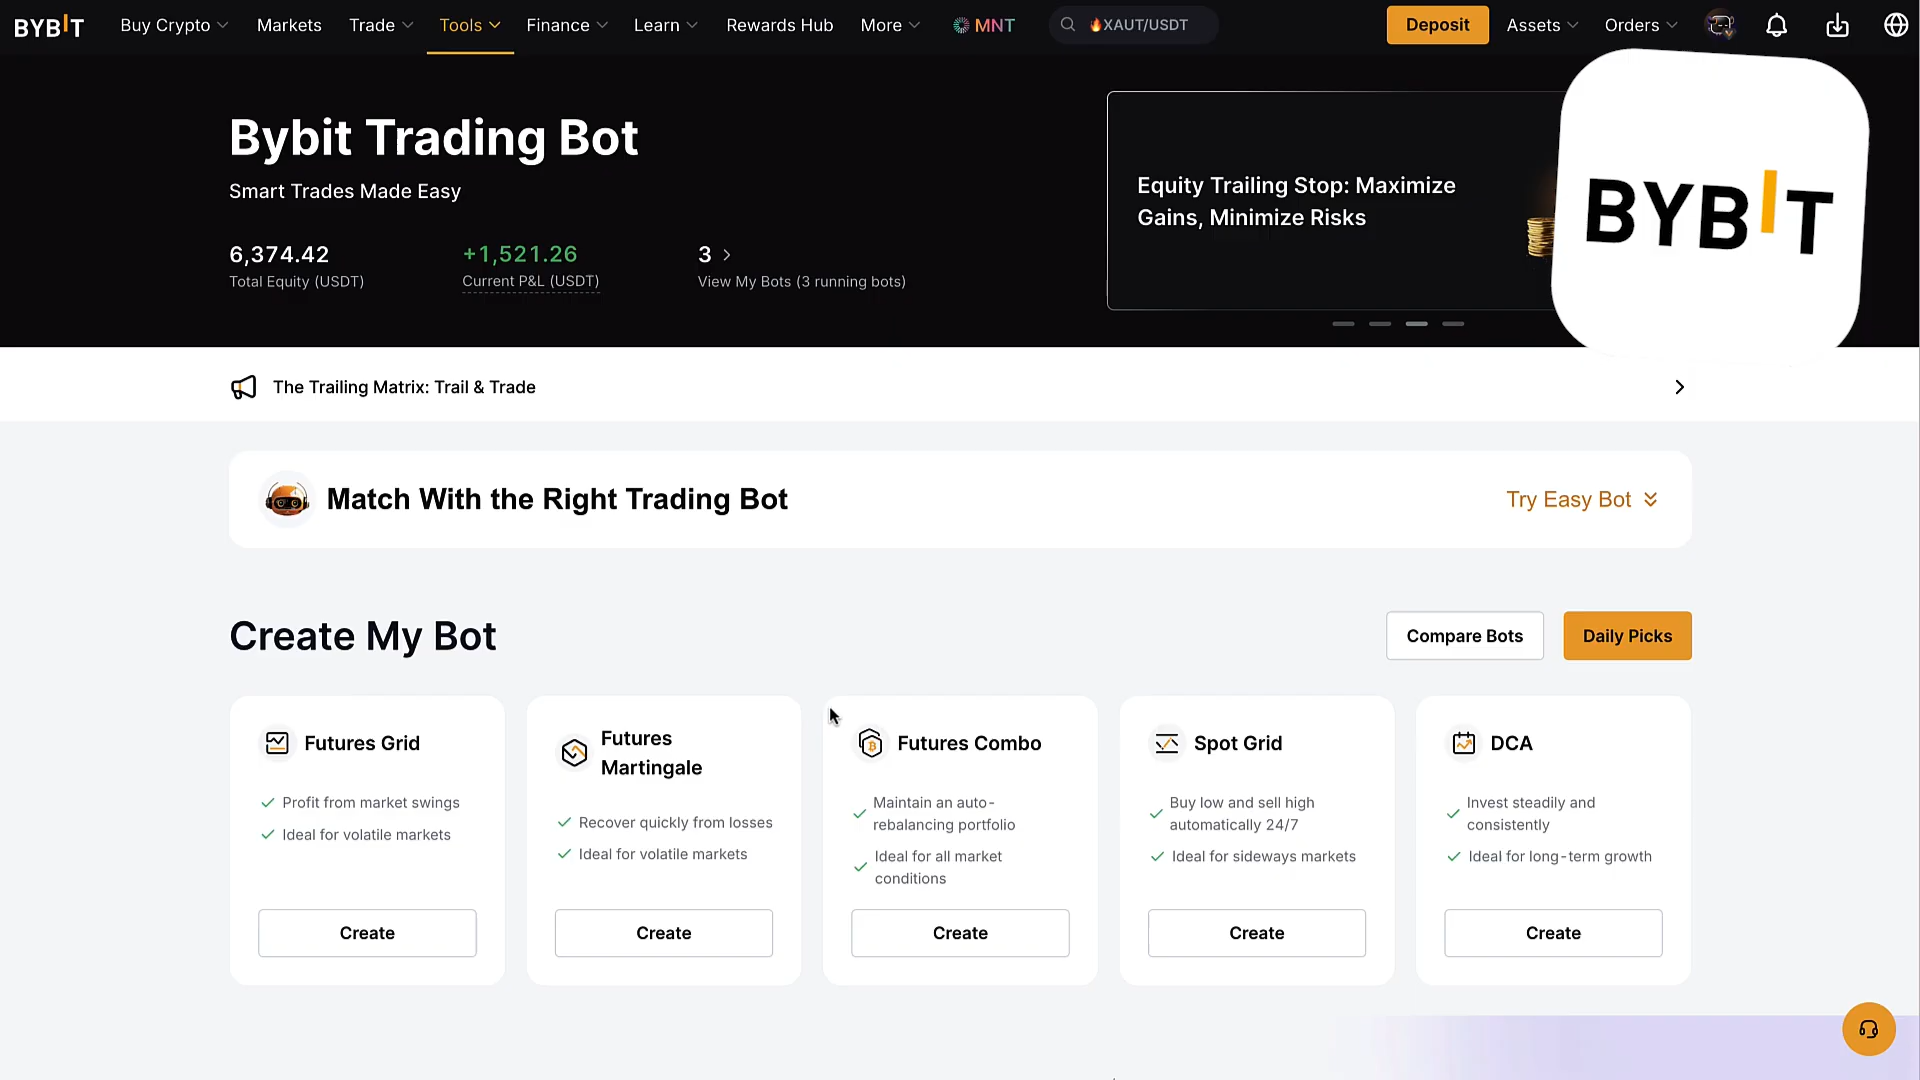 BYBIT
Buy Crypto
Markets
Trade
Tools
Finance
Learn
Rewards Hub
More
MNT
XAUT/USDT
Deposit
Assets
Orders
Bybit Trading Bot
Smart Trades Made Easy
6,374.42
Total Equity (USDT)
+1,521.26
Current P&L (USDT)
3
View My Bots (3 running bots)
Equity Trailing Stop: Maximize
Gains, Minimize Risks
BYBIT
The Trailing Matrix: Trail & Trade
Match With the Right Trading Bot
Try Easy Bot
Create My Bot
Compare Bots
Daily Picks
Futures Grid
Profit from market swings
Ideal for volatile markets
Create
Futures
Martingale
Recover quickly from losses
Ideal for volatile markets
Create
Futures Combo
Maintain an auto-
rebalancing portfolio
Ideal for all market
conditions
Create
Spot Grid
Buy low and sell high
automatically 24/7
Ideal for sideways markets
Create
DCA
Invest steadily and
consistently
Ideal for long-term growth
Create